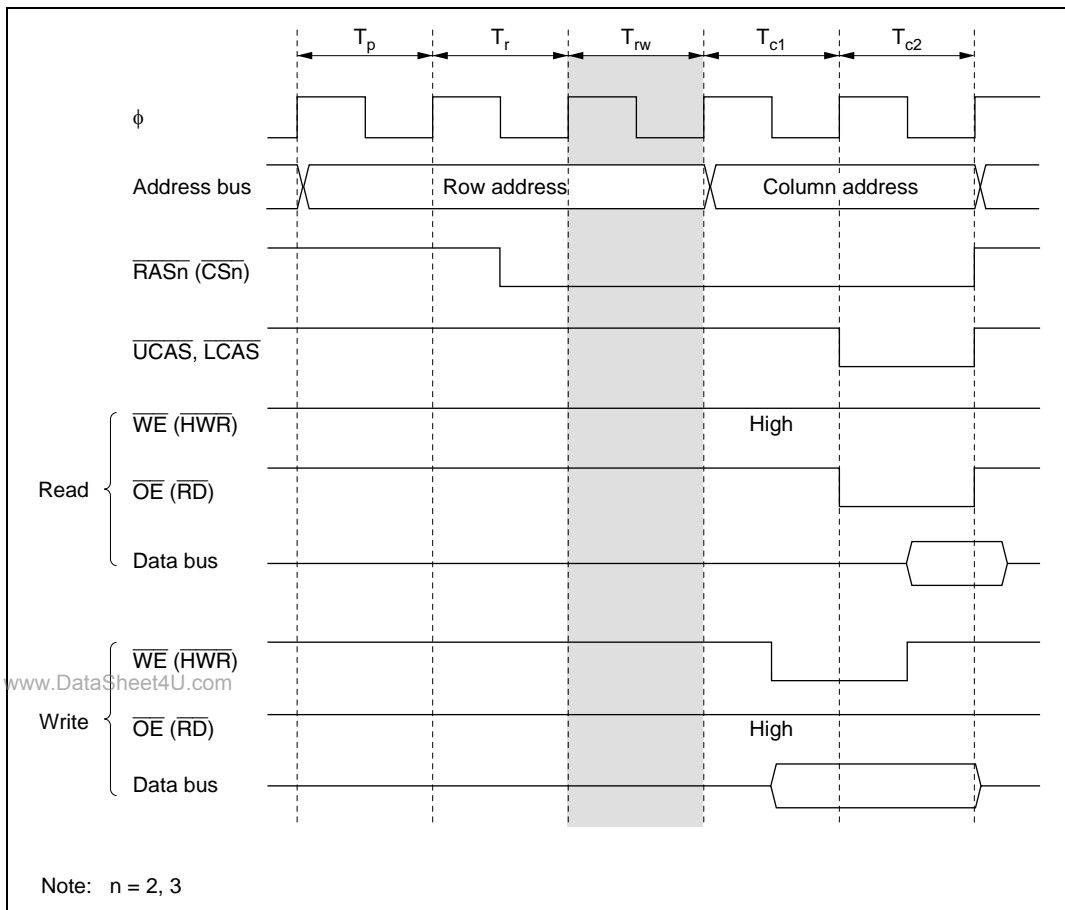 Tp Tr Trw Tc1 Tc2
ϕ
Address bus Row address Column address
RASn (CSn)
UCAS, LCAS
WE (HWR) High
Read OE (RD)
Data bus
WE (HWR)
www.DataSheet4U.com
Write OE (RD) High
Data bus
Note: n = 2, 3